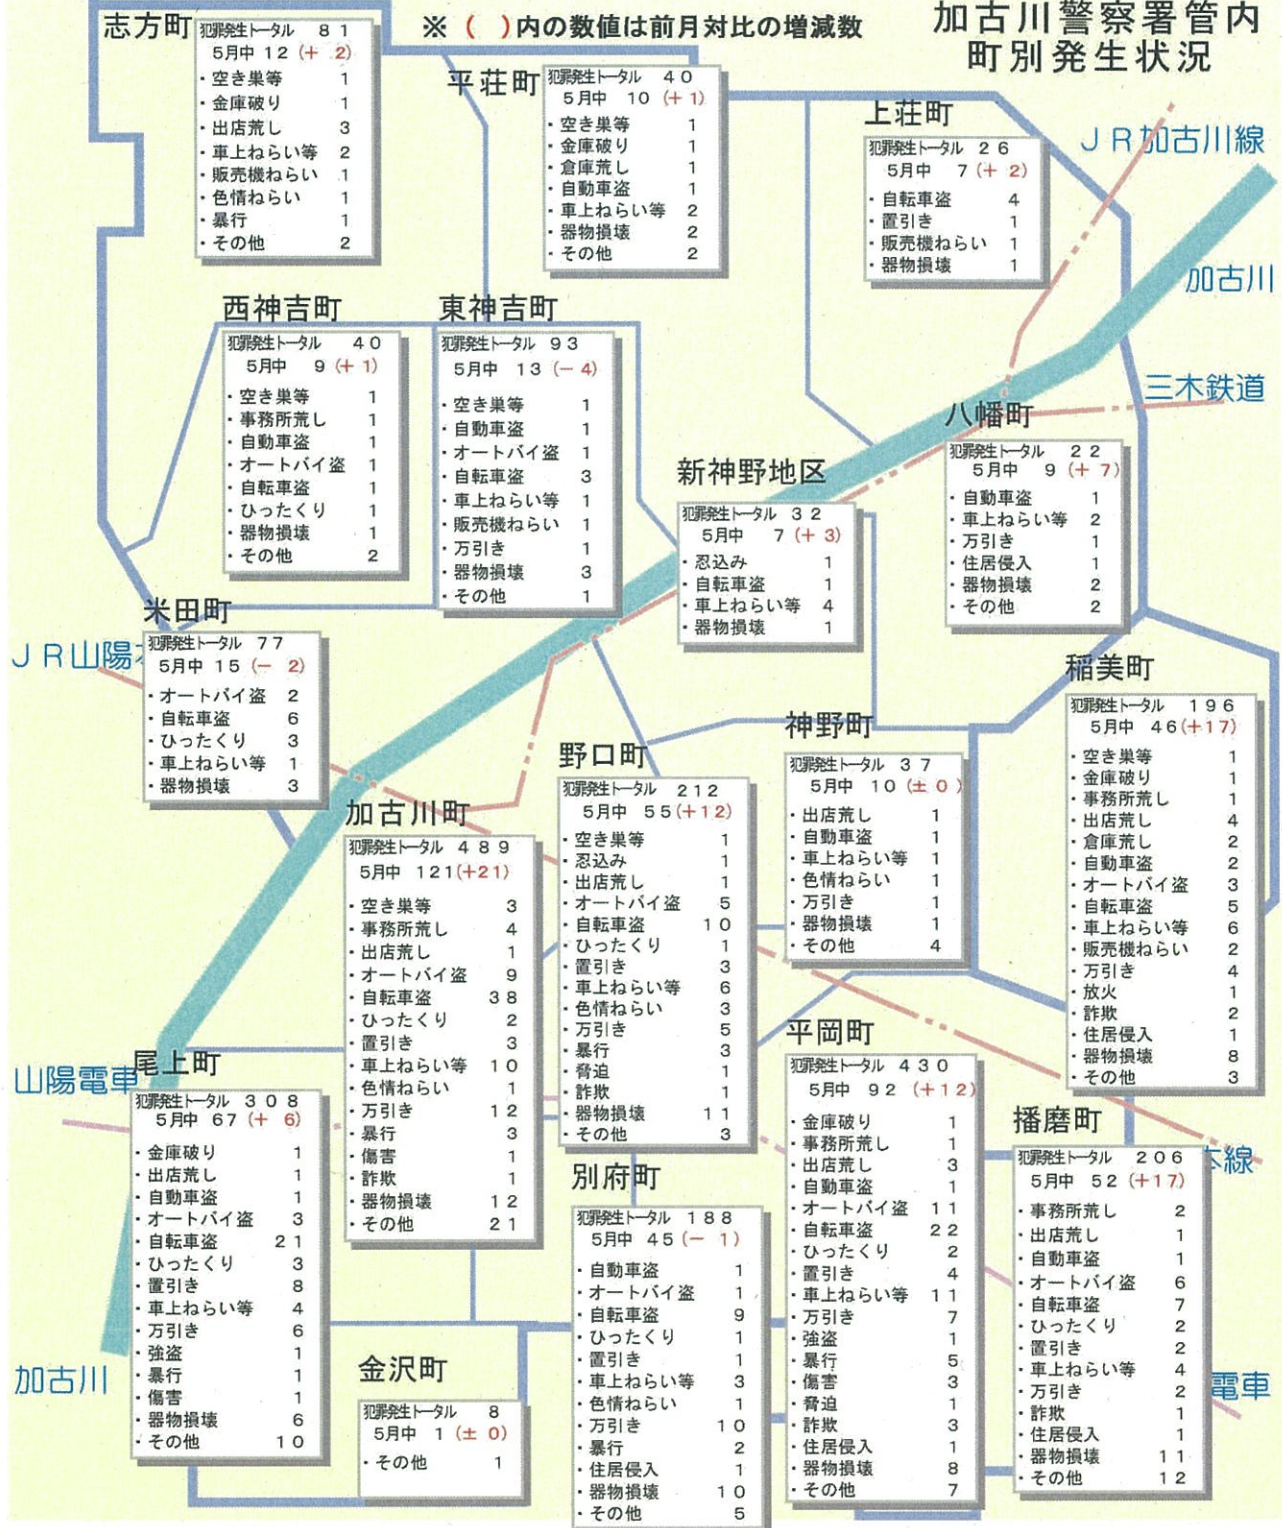 加古川警察署管内
町別発生状況
※ ( )内の数値は前月対比の増減数
志方町
犯罪発生トータル 81
5月中 12 (+ 2)
・空き巣等 1
・金庫破り 1
・出店荒し 3
・車上ねらい等 2
・販売機ねらい 1
・色情ねらい 1
・暴行 1
・その他 2
平荘町
犯罪発生トータル 40
5月中 10 (+1)
・空き巣等 1
・金庫破り 1
・倉庫荒し 1
・自動車盗 1
・車上ねらい等 2
・器物損壊 2
・その他 2
上荘町
犯罪発生トータル 26
5月中 7 (+ 2)
・自転車盗 4
・置引き 1
・販売機ねらい 1
・器物損壊 1
JR加古川線
加古川
三木鉄道
西神吉町
犯罪発生トータル 40
5月中 9 (+ 1)
・空き巣等 1
・事務所荒し 1
・自動車盗 1
・オートバイ盗 1
・自転車盗 1
・ひったくり 1
・器物損壊 1
・その他 2
東神吉町
犯罪発生トータル 93
5月中 13 (− 4)
・空き巣等 1
・自動車盗 1
・オートバイ盗 1
・自転車盗 3
・車上ねらい等 1
・販売機ねらい 1
・万引き 1
・器物損壊 3
・その他 1
八幡町
犯罪発生トータル 22
5月中 9 (+ 7)
・自動車盗 1
・車上ねらい等 2
・万引き 1
・住居侵入 1
・器物損壊 2
・その他 2
新神野地区
犯罪発生トータル 32
5月中 7 (+ 3)
・忍込み 1
・自転車盗 1
・車上ねらい等 4
・器物損壊 1
米田町
犯罪発生トータル 77
5月中 15 (− 2)
・オートバイ盗 2
・自転車盗 6
・ひったくり 3
・車上ねらい等 1
・器物損壊 3
JR山陽
稲美町
犯罪発生トータル 196
5月中 46(+17)
・空き巣等 1
・金庫破り 1
・事務所荒し 1
・出店荒し 4
・倉庫荒し 2
・自動車盗 2
・オートバイ盗 3
・自転車盗 5
・車上ねらい等 6
・販売機ねらい 2
・万引き 4
・放火 1
・詐欺 2
・住居侵入 1
・器物損壊 8
・その他 3
神野町
犯罪発生トータル 37
5月中 10 (± 0)
・出店荒し 1
・自動車盗 1
・車上ねらい等 1
・色情ねらい 1
・万引き 1
・器物損壊 1
・その他 4
野口町
犯罪発生トータル 212
5月中 55(+12)
・空き巣等 1
・忍込み 1
・出店荒し 1
・オートバイ盗 5
・自転車盗 10
・ひったくり 1
・置引き 3
・車上ねらい等 6
・色情ねらい 3
・万引き 5
・暴行 3
・脅迫 1
・詐欺 1
・器物損壊 11
・その他 3
加古川町
犯罪発生トータル 489
5月中 121(+21)
・空き巣等 3
・事務所荒し 4
・出店荒し 1
・オートバイ盗 9
・自転車盗 38
・ひったくり 2
・置引き 3
・車上ねらい等 10
・色情ねらい 1
・万引き 12
・暴行 3
・傷害 1
・詐欺 1
・器物損壊 12
・その他 21
平岡町
犯罪発生トータル 430
5月中 92 (+12)
・金庫破り 1
・事務所荒し 1
・出店荒し 3
・自動車盗 1
・オートバイ盗 11
・自転車盗 22
・ひったくり 2
・置引き 4
・車上ねらい等 11
・万引き 7
・強盗 1
・暴行 5
・傷害 3
・脅迫 1
・詐欺 3
・住居侵入 1
・器物損壊 8
・その他 7
山陽電車
尾上町
犯罪発生トータル 308
5月中 67 (+ 6)
・金庫破り 1
・出店荒し 1
・自動車盗 1
・オートバイ盗 3
・自転車盗 21
・ひったくり 3
・置引き 8
・車上ねらい等 4
・万引き 6
・強盗 1
・暴行 1
・傷害 1
・器物損壊 6
・その他 10
播磨町
本線
犯罪発生トータル 206
5月中 52 (+17)
・事務所荒し 2
・出店荒し 1
・自動車盗 1
・オートバイ盗 6
・自転車盗 7
・ひったくり 2
・置引き 2
・車上ねらい等 4
・万引き 2
・詐欺 1
・住居侵入 1
・器物損壊 11
・その他 12
電車
別府町
犯罪発生トータル 188
5月中 45 (− 1)
・自動車盗 1
・オートバイ盗 1
・自転車盗 9
・ひったくり 1
・置引き 1
・車上ねらい等 3
・色情ねらい 1
・万引き 10
・暴行 2
・住居侵入 1
・器物損壊 10
・その他 5
加古川
金沢町
犯罪発生トータル 8
5月中 1 (± 0)
・その他 1